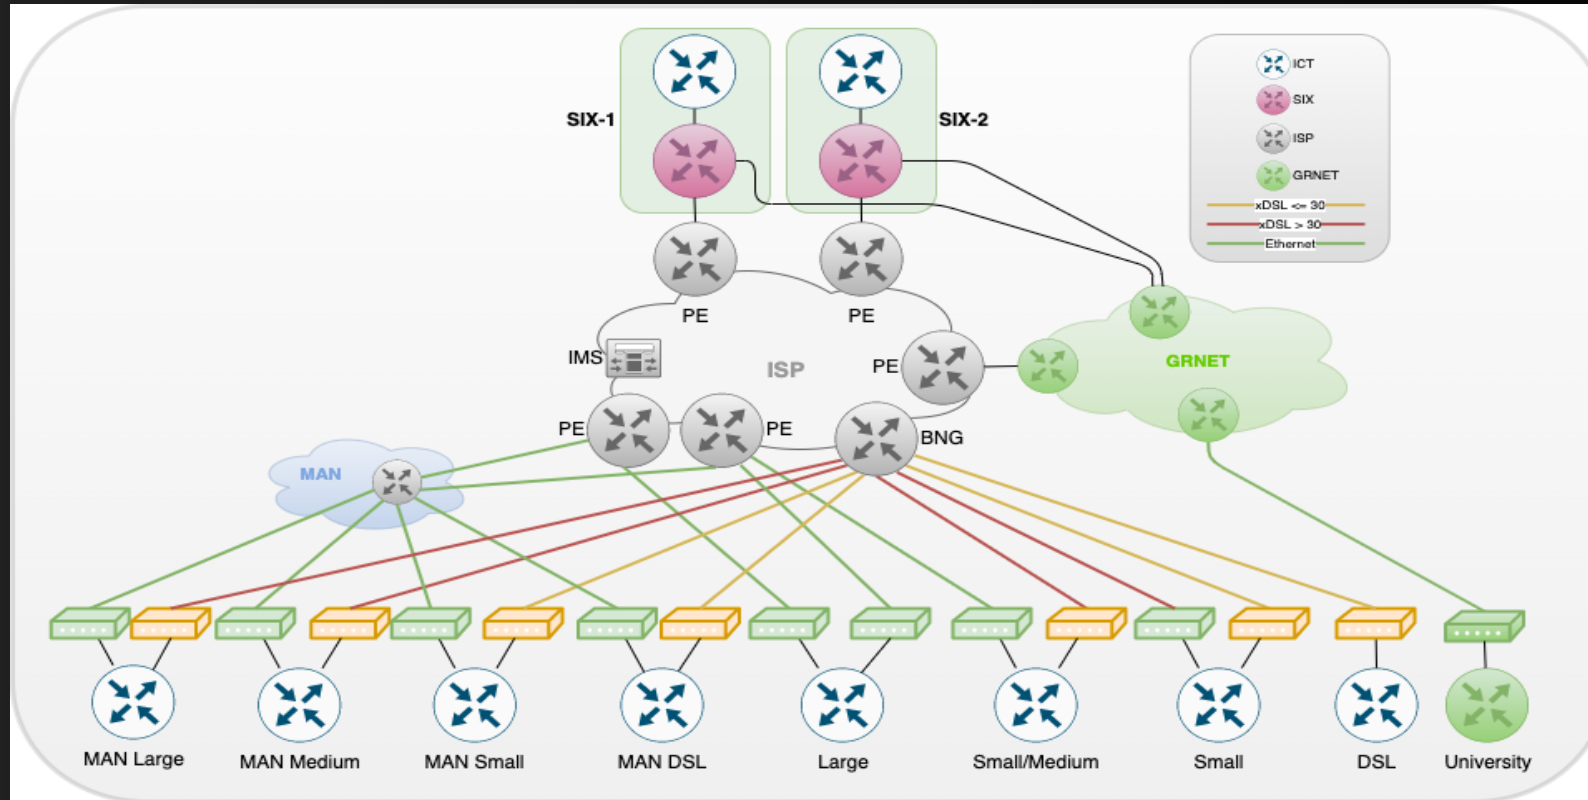 SIX-1
SIX-2
ICT
SIX
ISP
GRNET
xDSL <= 30
xDSL > 30
Ethernet
PE
PE
IMS
ISP
PE
GRNET
PE
PE
BNG
MAN
MAN Large
MAN Medium
MAN Small
MAN DSL
Large
Small/Medium
Small
DSL
University